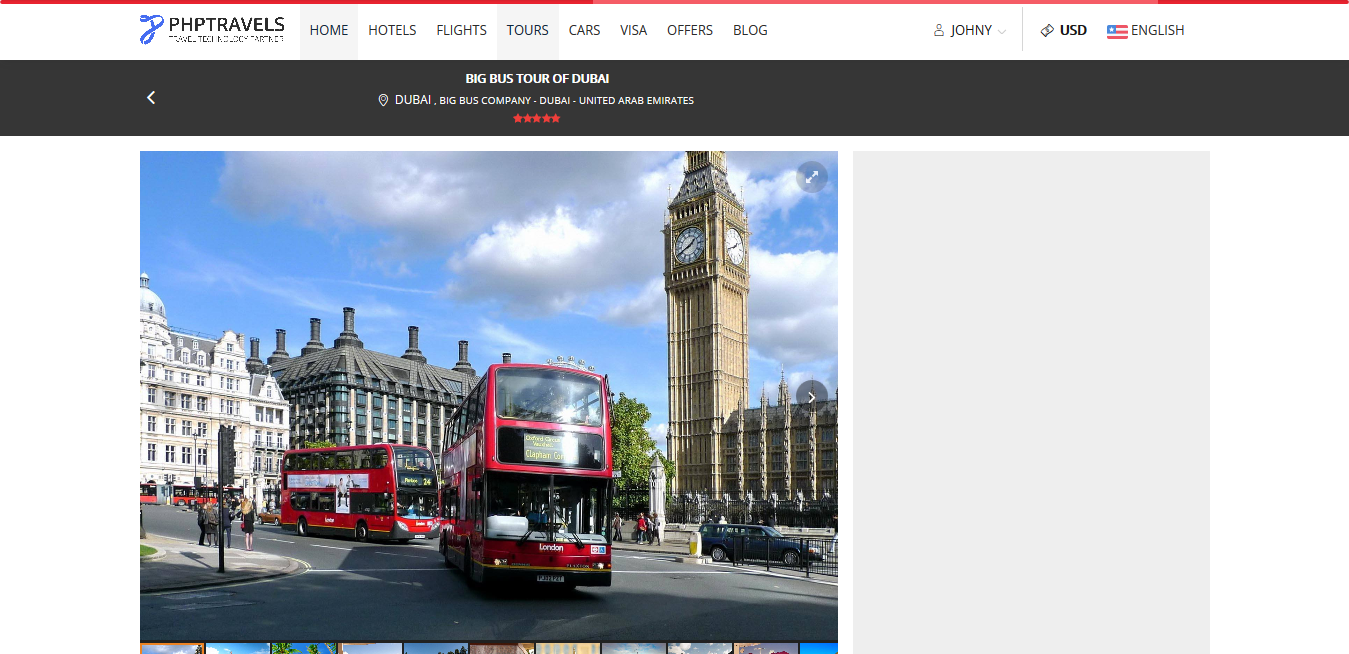 PHPTRAVELS
TRAVEL TECHNOLOGY PARTNER
HOME HOTELS FLIGHTS TOURS CARS VISA OFFERS BLOG
JOHNY USD ENGLISH
BIG BUS TOUR OF DUBAI
DUBAI , BIG BUS COMPANY - DUBAI - UNITED ARAB EMIRATES
Oxford Circus
Clapham
24
London
London